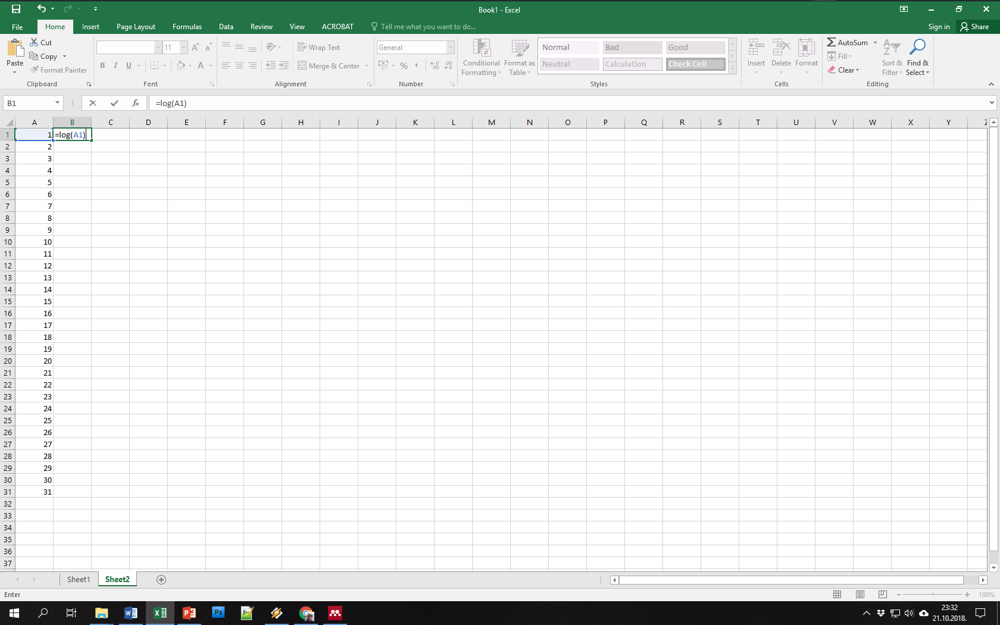 Book1 - Excel
File Home Insert Page Layout Formulas Data Review View ACROBAT Tell me what you want to do... Sign in Share
Paste
Cut
Copy
Format Painter
Clipboard
11
B I U A
Font
Wrap Text
Merge & Center
Alignment
General
%
Number
Conditional Formatting
Format as Table
Normal Bad Good
Neutral Calculation Check Cell
Styles
Insert Delete Format
Cells
AutoSum
Fill
Clear
Sort & Filter
Find & Select
Editing
B1 fx =log(A1)
A B C D E F G H I J K L M N O P Q R S T U V W X Y Z
1 1 =log(A1)
2 2
3 3
4 4
5 5
6 6
7 7
8 8
9 9
10 10
11 11
12 12
13 13
14 14
15 15
16 16
17 17
18 18
19 19
20 20
21 21
22 22
23 23
24 24
25 25
26 26
27 27
28 28
29 29
30 30
31 31
32
33
34
35
36
37
Sheet1 Sheet2
Enter 100%
23:32
21.10.2018.